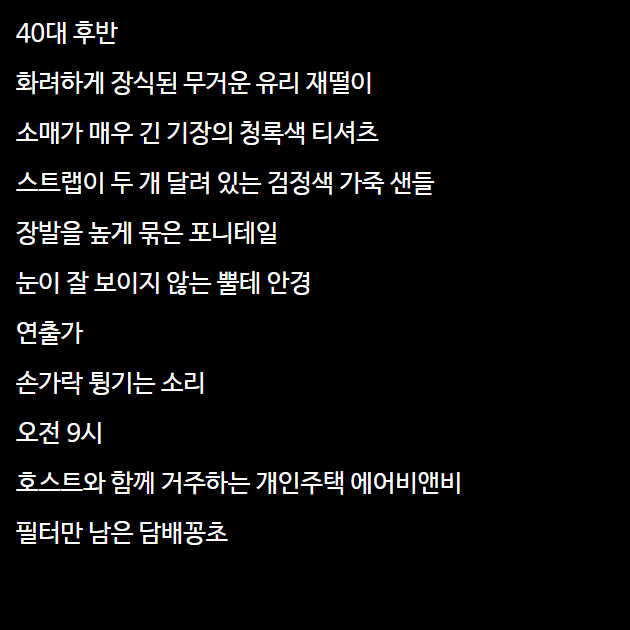 40대 후반
화려하게 장식된 무거운 유리 재떨이
소매가 매우 긴 기장의 청록색 티셔츠
스트랩이 두 개 달려 있는 검정색 가죽 샌들
장발을 높게 묶은 포니테일
눈이 잘 보이지 않는 뿔테 안경
연출가
손가락 튕기는 소리
오전 9시
호스트와 함께 거주하는 개인주택 에어비앤비
필터만 남은 담배꽁초